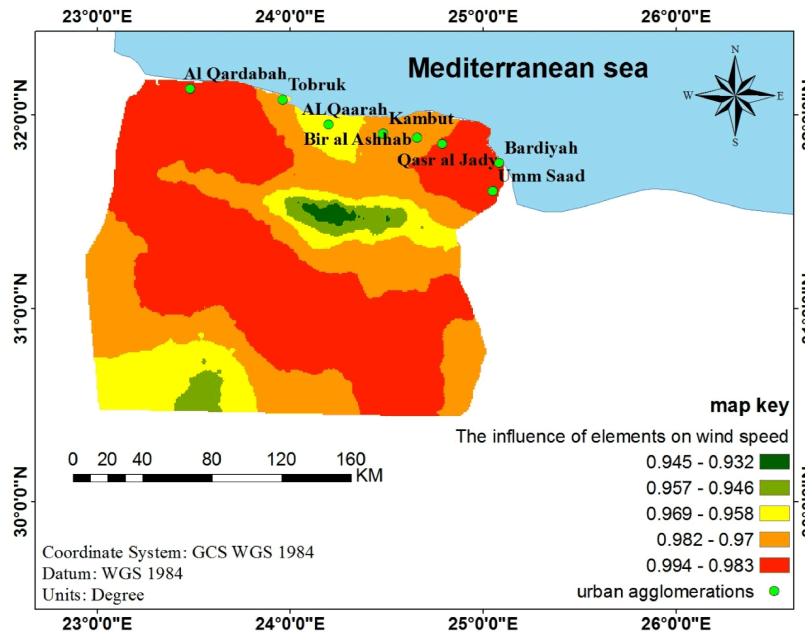 23°0'0"E 24°0'0"E 25°0'0"E 26°0'0"E
Al Qardabah
Tobruk
Mediterranean sea
N
W E
S
32°0'0"N
ALQaarah
Kambut
Bir al Ashhab
Bardiyah
Qasr al Jady
Umm Saad
31°0'0"N
map key
The influence of elements on wind speed
0.945 - 0.932
0.957 - 0.946
0.969 - 0.958
0.982 - 0.97
0.994 - 0.983
urban agglomerations
0 20 40 80 120 160
KM
30°0'0"N
Coordinate System: GCS WGS 1984
Datum: WGS 1984
Units: Degree
23°0'0"E 24°0'0"E 25°0'0"E 26°0'0"E